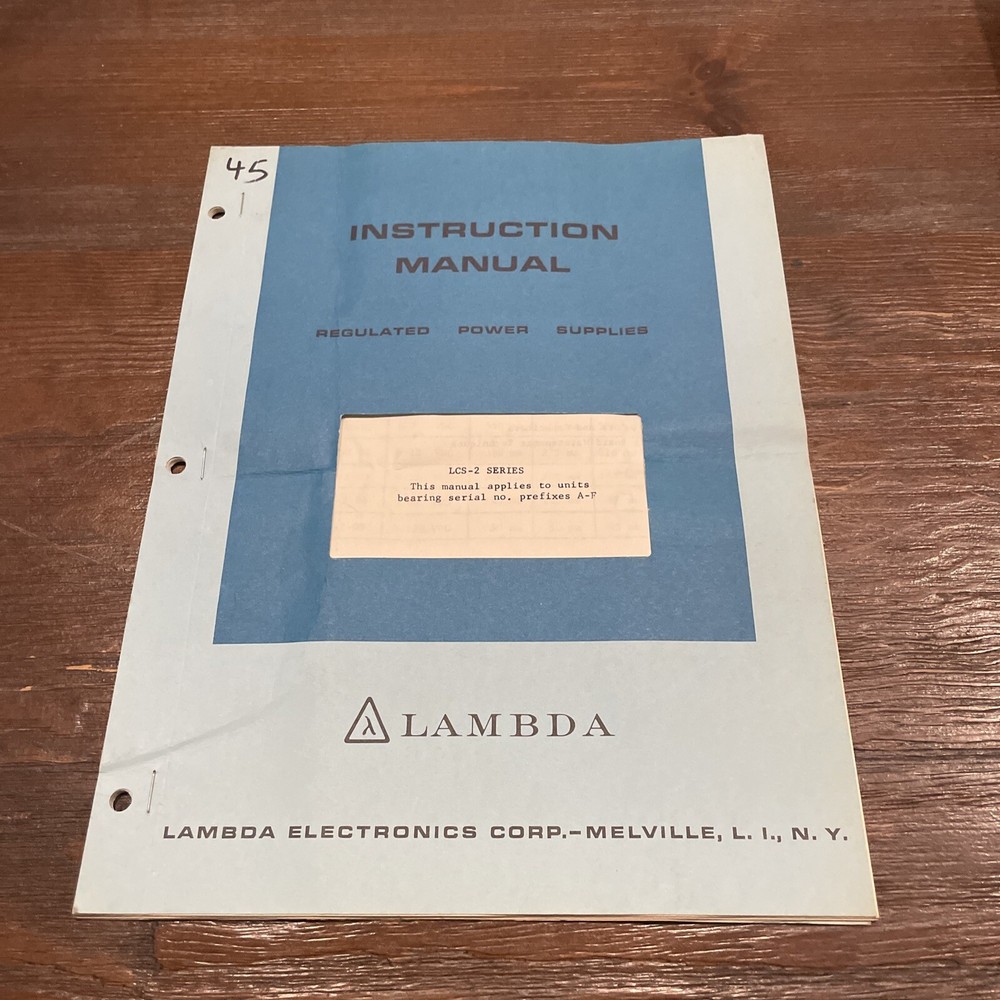 45
INSTRUCTION
MANUAL
REGULATED POWER SUPPLIES
LCS-2 SERIES
This manual applies to units
bearing serial no. prefixes A-F
λ LAMBDA
LAMBDA ELECTRONICS CORP.-MELVILLE, L. I., N. Y.